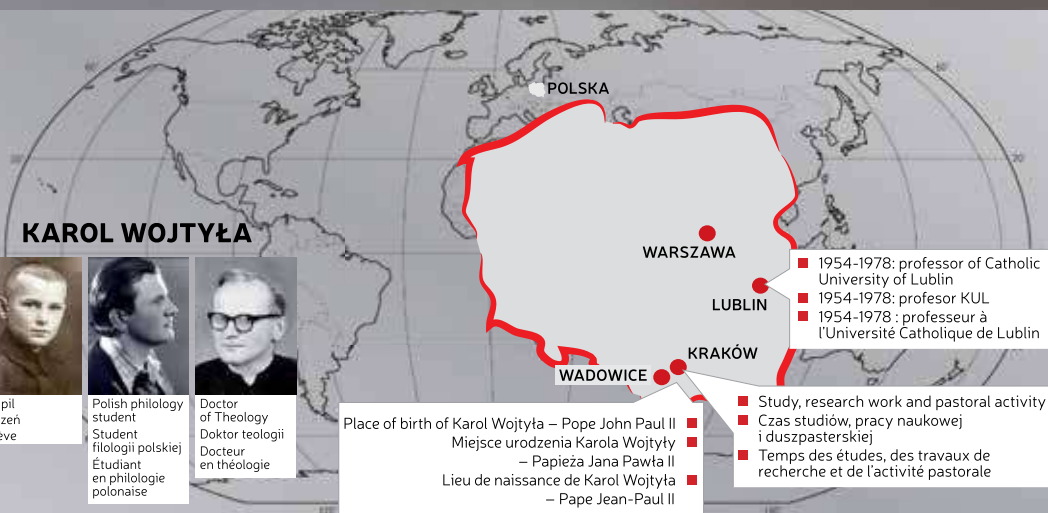 POLSKA
KAROL WOJTYŁA
WARSZAWA
LUBLIN
KRAKÓW
WADOWICE
1954-1978: professor of Catholic
University of Lublin
1954-1978: profesor KUL
1954-1978 : professeur à
l'Université Catholique de Lublin
Polish philology
student
Student
filologii polskiej
Étudiant
en philologie
polonaise
Doctor
of Theology
Doktor teologii
Docteur
en théologie
Place of birth of Karol Wojtyła – Pope John Paul II
Miejsce urodzenia Karola Wojtyły
– Papieża Jana Pawła II
Lieu de naissance de Karol Wojtyła
– Pape Jean-Paul II
Study, research work and pastoral activity
Czas studiów, pracy naukowej
i duszpasterskiej
Temps des études, des travaux de
recherche et de l'activité pastorale